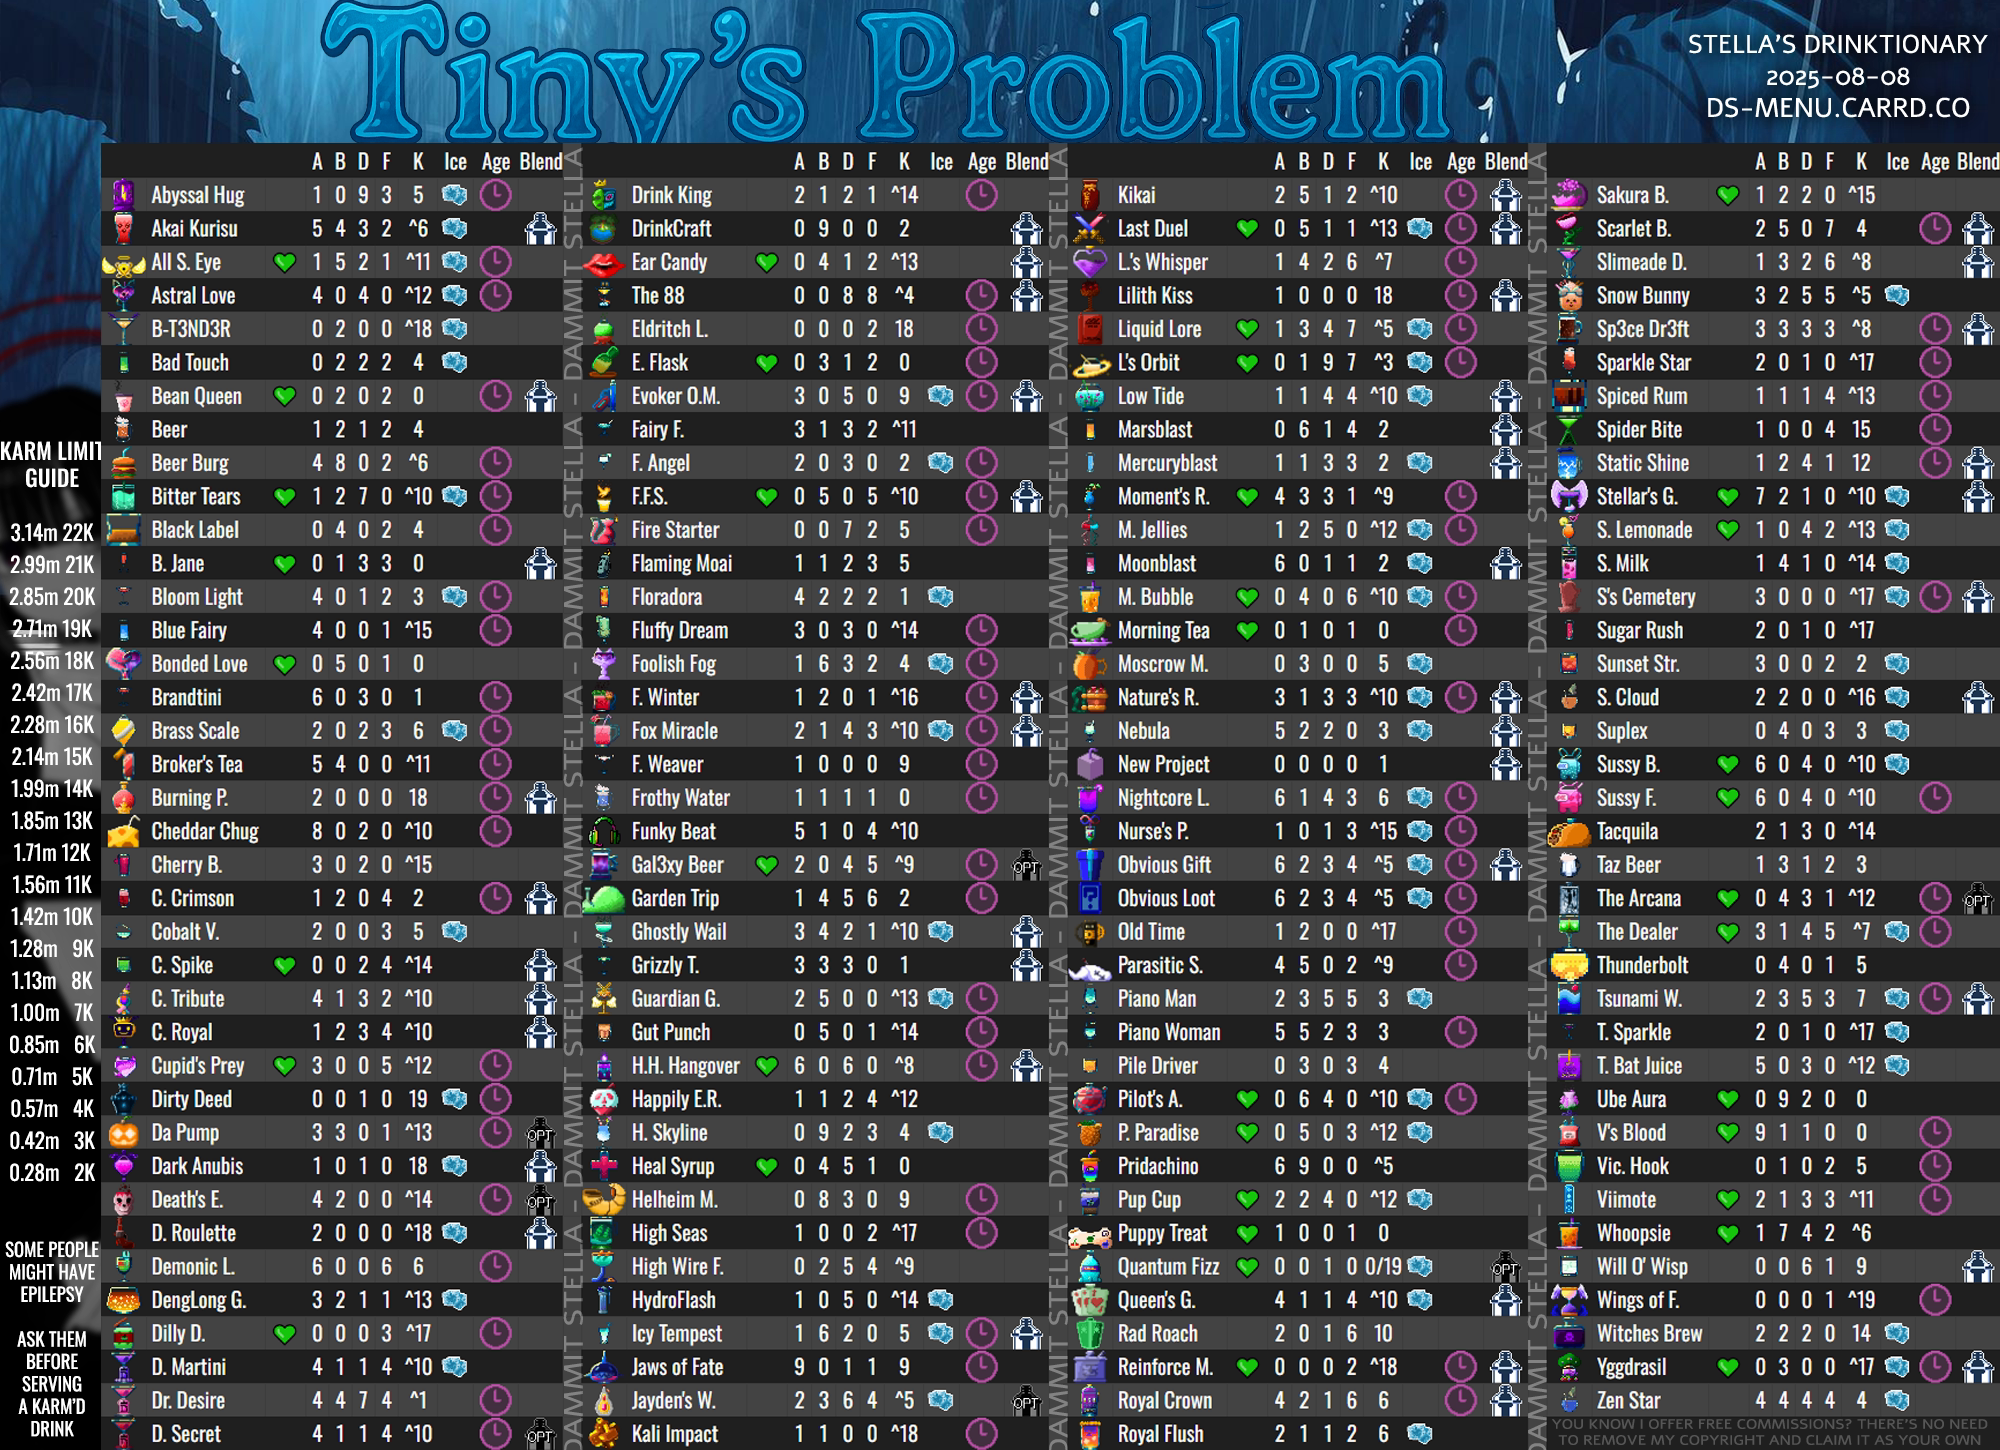 Tiny's Problem
STELLA'S DRINKTIONARY
2025-08-08
DS-MENU.CARRD.CO
KARM LIMIT
GUIDE
3.14m 22K
2.99m 21K
2.85m 20K
2.71m 19K
2.56m 18K
2.42m 17K
2.28m 16K
2.14m 15K
1.99m 14K
1.85m 13K
1.71m 12K
1.56m 11K
1.42m 10K
1.28m 9K
1.13m 8K
1.00m 7K
0.85m 6K
0.71m 5K
0.57m 4K
0.42m 3K
0.28m 2K
SOME PEOPLE
MIGHT HAVE
EPILEPSY
ASK THEM
BEFORE
SERVING
A KARM'D
DRINK
A B D F K Ice Age Blend
Abyssal Hug 1 0 9 3 5
Akai Kurisu 5 4 3 2 ^6
All S. Eye 1 5 2 1 ^11
Astral Love 4 0 4 0 ^12
B-T3ND3R 0 2 0 0 ^18
Bad Touch 0 2 2 2 4
Bean Queen 0 2 0 2 0
Beer 1 2 1 2 4
Beer Burg 4 8 0 2 ^6
Bitter Tears 1 2 7 0 ^10
Black Label 0 4 0 2 4
B. Jane 0 1 3 3 0
Bloom Light 4 0 1 2 3
Blue Fairy 4 0 0 1 ^15
Bonded Love 0 5 0 1 0
Brandtini 6 0 3 0 1
Brass Scale 2 0 2 3 6
Broker's Tea 5 4 0 0 ^11
Burning P. 2 0 0 0 18
Cheddar Chug 8 0 2 0 ^10
Cherry B. 3 0 2 0 ^15
C. Crimson 1 2 0 4 2
Cobalt V. 2 0 0 3 5
C. Spike 0 0 2 4 ^14
C. Tribute 4 1 3 2 ^10
C. Royal 1 2 3 4 ^10
Cupid's Prey 3 0 0 5 ^12
Dirty Deed 0 0 1 0 19
Da Pump 3 3 0 1 ^13 OPT
Dark Anubis 1 0 1 0 18
Death's E. 4 2 0 0 ^14 OPT
D. Roulette 2 0 0 0 ^18
Demonic L. 6 0 0 6 6
DengLong G. 3 2 1 1 ^13
Dilly D. 0 0 0 3 ^17
D. Martini 4 1 1 4 ^10
Dr. Desire 4 4 7 4 ^1
D. Secret 4 1 1 4 ^10 OPT
DAMMIT STELLA - DAMMIT STELLA - DAMMIT STELLA - DAMMIT STELLA
A B D F K Ice Age Blend
Drink King 2 1 2 1 ^14
DrinkCraft 0 9 0 0 2
Ear Candy 0 4 1 2 ^13
The 88 0 0 8 8 ^4
Eldritch L. 0 0 0 2 18
E. Flask 0 3 1 2 0
Evoker O.M. 3 0 5 0 9
Fairy F. 3 1 3 2 ^11
F. Angel 2 0 3 0 2
F.F.S. 0 5 0 5 ^10
Fire Starter 0 0 7 2 5
Flaming Moai 1 1 2 3 5
Floradora 4 2 2 2 1
Fluffy Dream 3 0 3 0 ^14
Foolish Fog 1 6 3 2 4
F. Winter 1 2 0 1 ^16
Fox Miracle 2 1 4 3 ^10
F. Weaver 1 0 0 0 9
Frothy Water 1 1 1 1 0
Funky Beat 5 1 0 4 ^10
Gal3xy Beer 2 0 4 5 ^9 OPT
Garden Trip 1 4 5 6 2
Ghostly Wail 3 4 2 1 ^10
Grizzly T. 3 3 3 0 1
Guardian G. 2 5 0 0 ^13
Gut Punch 0 5 0 1 ^14
H.H. Hangover 6 0 6 0 ^8
Happily E.R. 1 1 2 4 ^12
H. Skyline 0 9 2 3 4
Heal Syrup 0 4 5 1 0
Helheim M. 0 8 3 0 9
High Seas 1 0 0 2 ^17
High Wire F. 0 2 5 4 ^9
HydroFlash 1 0 5 0 ^14
Icy Tempest 1 6 2 0 5
Jaws of Fate 9 0 1 1 9
Jayden's W. 2 3 6 4 ^5 OPT
Kali Impact 1 1 0 0 ^18
DAMMIT STELLA - DAMMIT STELLA - DAMMIT STELLA - DAMMIT STELLA
A B D F K Ice Age Blend
Kikai 2 5 1 2 ^10
Last Duel 0 5 1 1 ^13
L.'s Whisper 1 4 2 6 ^7
Lilith Kiss 1 0 0 0 18
Liquid Lore 1 3 4 7 ^5
L's Orbit 0 1 9 7 ^3
Low Tide 1 1 4 4 ^10
Marsblast 0 6 1 4 2
Mercuryblast 1 1 3 3 2
Moment's R. 4 3 3 1 ^9
M. Jellies 1 2 5 0 ^12
Moonblast 6 0 1 1 2
M. Bubble 0 4 0 6 ^10
Morning Tea 0 1 0 1 0
Moscrow M. 0 3 0 0 5
Nature's R. 3 1 3 3 ^10
Nebula 5 2 2 0 3
New Project 0 0 0 0 1
Nightcore L. 6 1 4 3 6
Nurse's P. 1 0 1 3 ^15
Obvious Gift 6 2 3 4 ^5
Obvious Loot 6 2 3 4 ^5
Old Time 1 2 0 0 ^17
Parasitic S. 4 5 0 2 ^9
Piano Man 2 3 5 5 3
Piano Woman 5 5 2 3 3
Pile Driver 0 3 0 3 4
Pilot's A. 0 6 4 0 ^10
P. Paradise 0 5 0 3 ^12
Pridachino 6 9 0 0 ^5
Pup Cup 2 2 4 0 ^12
Puppy Treat 1 0 0 1 0
Quantum Fizz 0 0 1 0 0/19 OPT
Queen's G. 4 1 1 4 ^10
Rad Roach 2 0 1 6 10
Reinforce M. 0 0 0 2 ^18
Royal Crown 4 2 1 6 6
Royal Flush 2 1 1 2 6
DAMMIT STELLA - DAMMIT STELLA - DAMMIT STELLA - DAMMIT STELLA
A B D F K Ice Age Blend
Sakura B. 1 2 2 0 ^15
Scarlet B. 2 5 0 7 4
Slimeade D. 1 3 2 6 ^8
Snow Bunny 3 2 5 5 ^5
Sp3ce Dr3ft 3 3 3 3 ^8
Sparkle Star 2 0 1 0 ^17
Spiced Rum 1 1 1 4 ^13
Spider Bite 1 0 0 4 15
Static Shine 1 2 4 1 12
Stellar's G. 7 2 1 0 ^10
S. Lemonade 1 0 4 2 ^13
S. Milk 1 4 1 0 ^14
S's Cemetery 3 0 0 0 ^17
Sugar Rush 2 0 1 0 ^17
Sunset Str. 3 0 0 2 2
S. Cloud 2 2 0 0 ^16
Suplex 0 4 0 3 3
Sussy B. 6 0 4 0 ^10
Sussy F. 6 0 4 0 ^10
Tacquila 2 1 3 0 ^14
Taz Beer 1 3 1 2 3
The Arcana 0 4 3 1 ^12 OPT
The Dealer 3 1 4 5 ^7
Thunderbolt 0 4 0 1 5
Tsunami W. 2 3 5 3 7
T. Sparkle 2 0 1 0 ^17
T. Bat Juice 5 0 3 0 ^12
Ube Aura 0 9 2 0 0
V's Blood 9 1 1 0 0
Vic. Hook 0 1 0 2 5
Viimote 2 1 3 3 ^11
Whoopsie 1 7 4 2 ^6
Will O' Wisp 0 0 6 1 9
Wings of F. 0 0 0 1 ^19
Witches Brew 2 2 2 0 14
Yggdrasil 0 3 0 0 ^17
Zen Star 4 4 4 4 4
YOU KNOW I OFFER FREE COMMISSIONS? THERE'S NO NEED
TO REMOVE MY COPYRIGHT AND CLAIM IT AS YOUR OWN